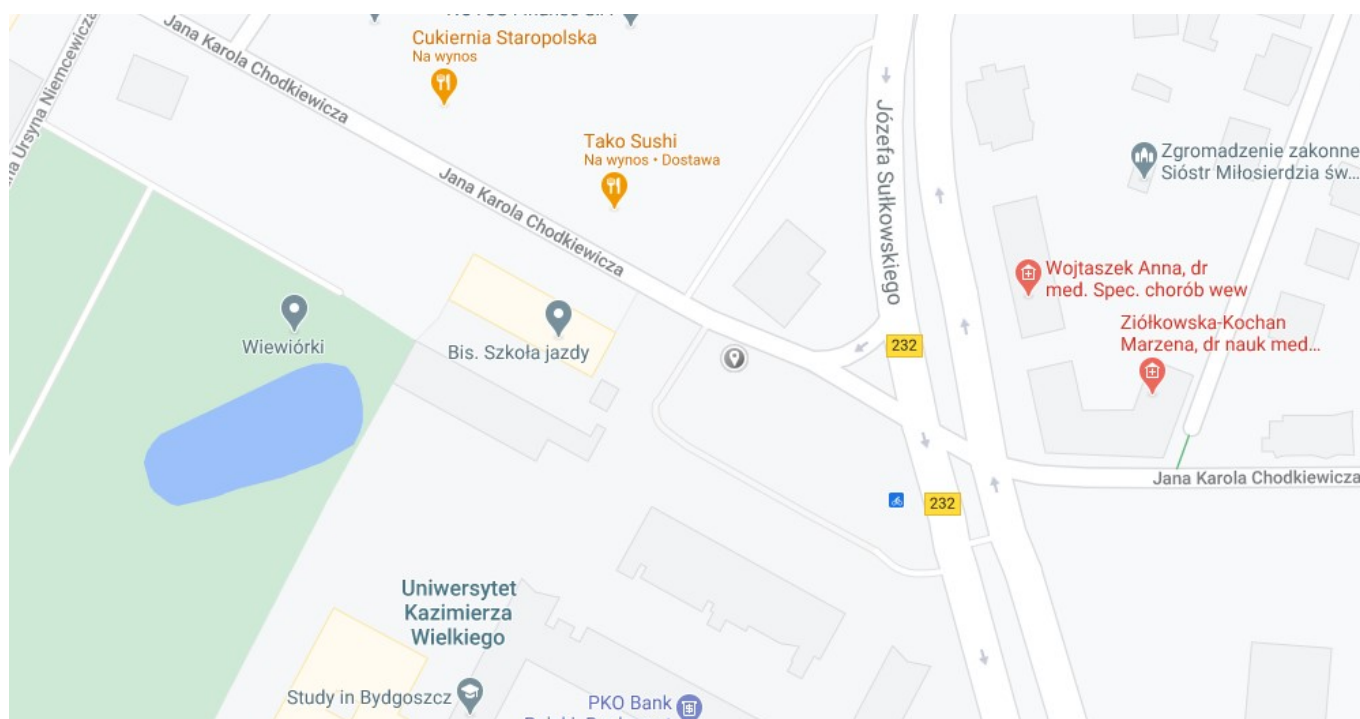 Jana Karola Chodkiewicza
Cukiernia Staropolska
Na wynos
Ursyna Niemcewicza
Józefa Sułkowskiego
Tako Sushi
Na wynos • Dostawa
Jana Karola Chodkiewicza
Zgromadzenie zakonne
Sióstr Miłosierdzia św...
Wojtaszek Anna, dr
med. Spec. chorób wew
Ziółkowska-Kochan
Marzena, dr nauk med...
Wiewiórki
Bis. Szkoła jazdy
232
Jana Karola Chodkiewicza
232
Uniwersytet
Kazimierza
Wielkiego
Study in Bydgoszcz
PKO Bank